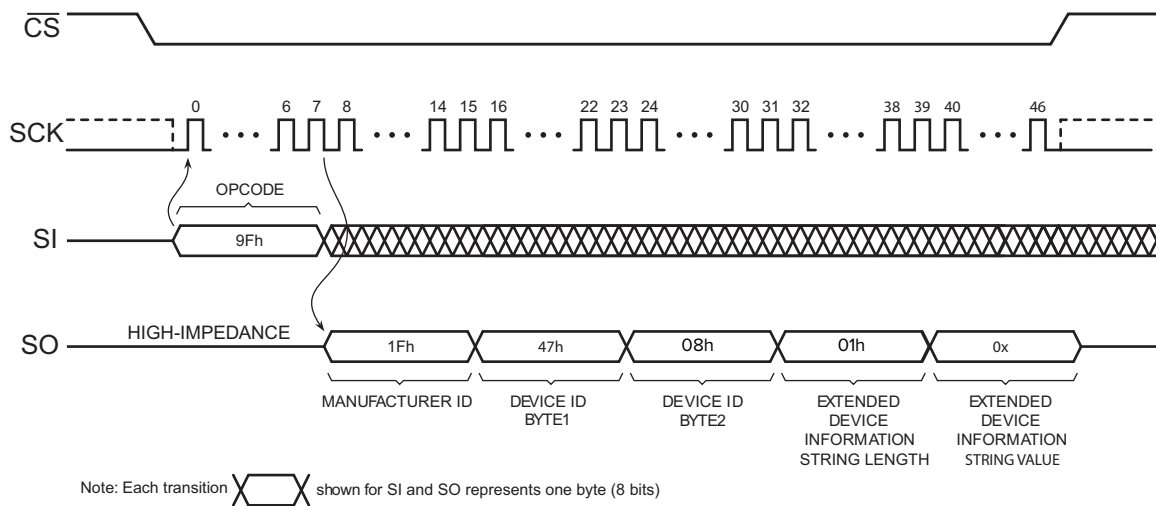 CS
0 6 7 8 14 15 16 22 23 24 30 31 32 38 39 40 46
SCK
OPCODE
SI
9Fh
HIGH-IMPEDANCE
SO
1Fh 47h 08h 01h 0x
MANUFACTURER ID
DEVICE ID
BYTE1
DEVICE ID
BYTE2
EXTENDED
DEVICE
INFORMATION
STRING LENGTH
EXTENDED
DEVICE
INFORMATION
STRING VALUE
Note: Each transition shown for SI and SO represents one byte (8 bits)